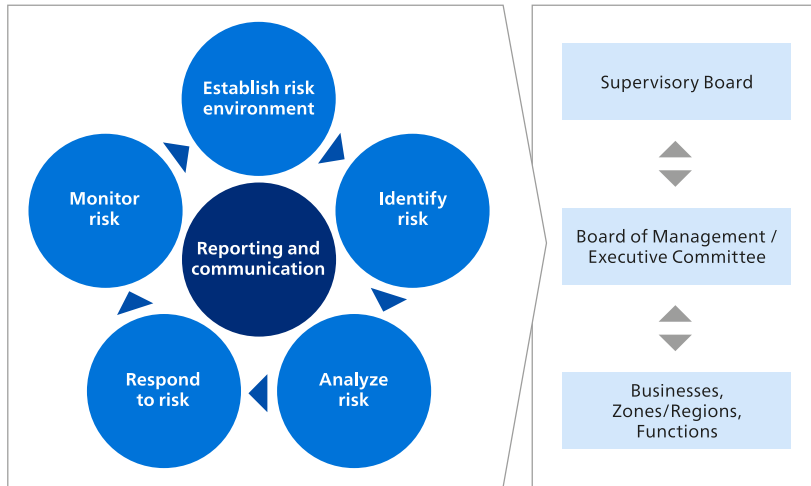 Establish risk
environment
Identify
risk
Analyze
risk
Respond
to risk
Monitor
risk
Reporting and
communication
Supervisory Board
Board of Management /
Executive Committee
Businesses,
Zones/Regions,
Functions